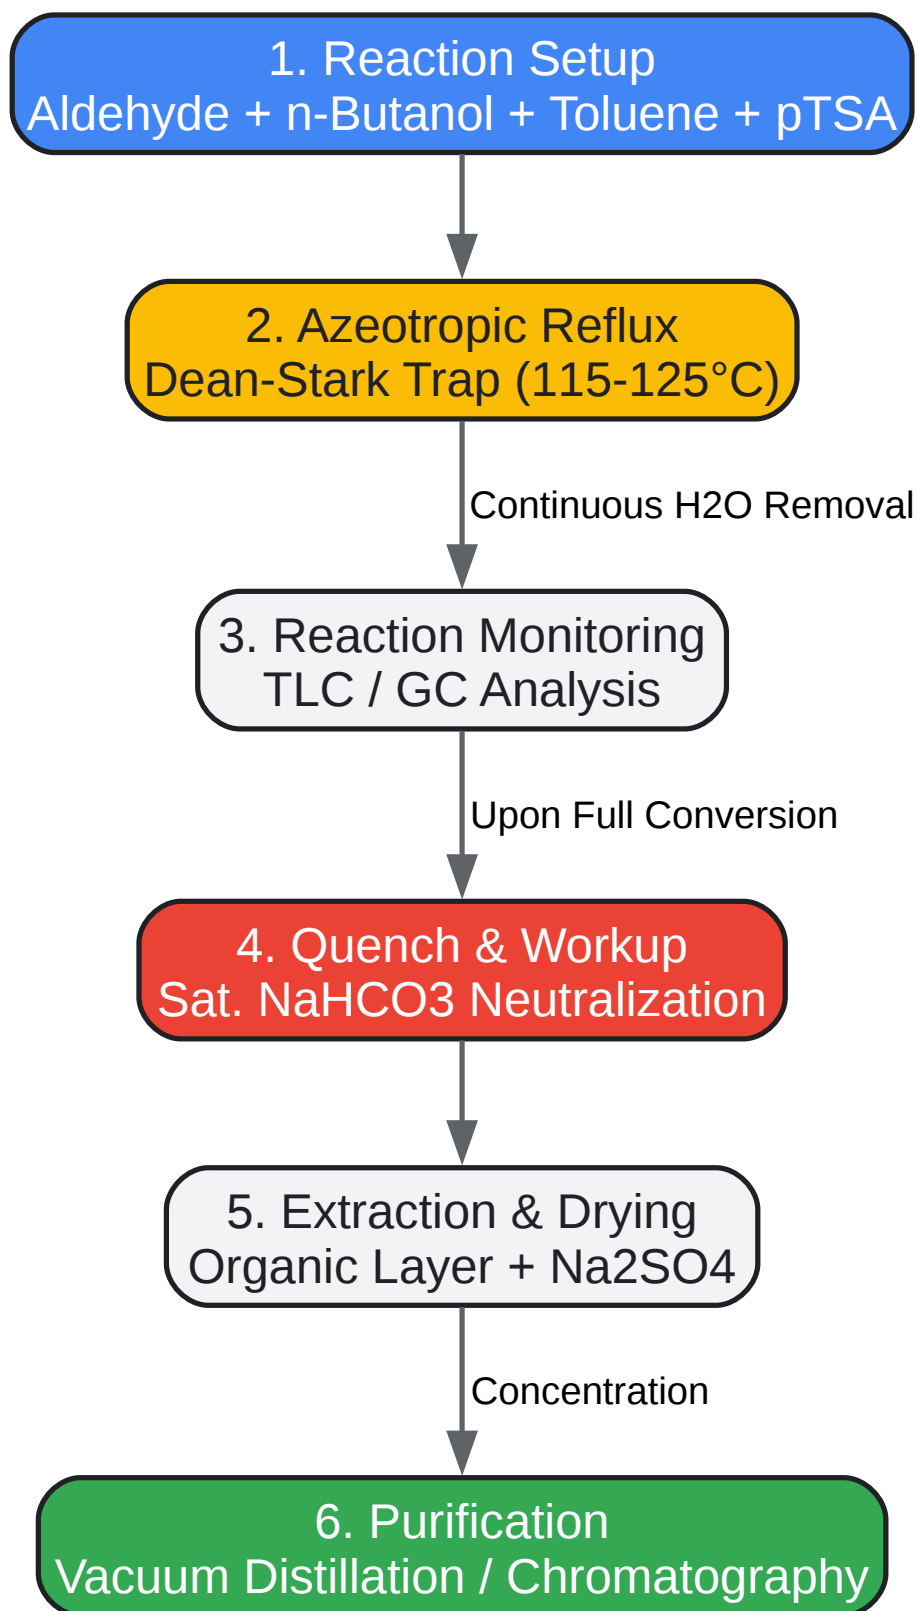 1. Reaction Setup
Aldehyde + n-Butanol + Toluene + pTSA
2. Azeotropic Reflux
Dean-Stark Trap (115-125°C)
Continuous H2O Removal
3. Reaction Monitoring
TLC / GC Analysis
Upon Full Conversion
4. Quench & Workup
Sat. NaHCO3 Neutralization
5. Extraction & Drying
Organic Layer + Na2SO4
Concentration
6. Purification
Vacuum Distillation / Chromatography